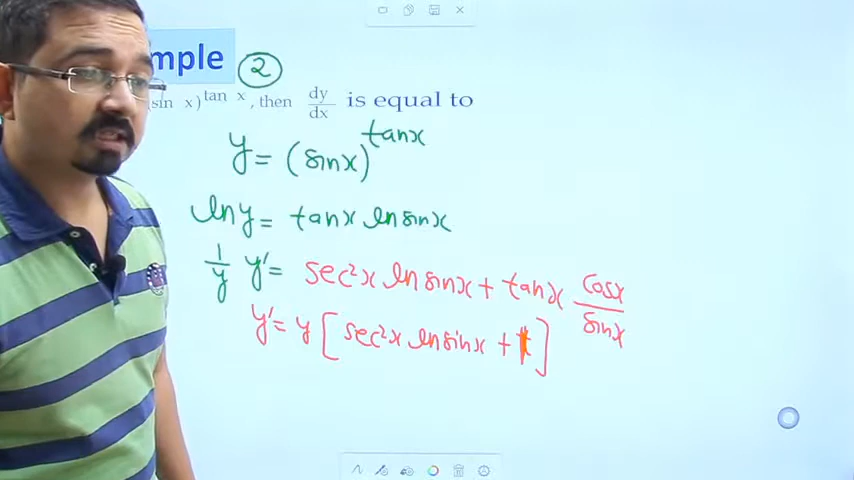 mple
2
(sin x)^tan x, then dy/dx is equal to
y = (sinx)^tanx
lny = tanx lnsinx
1/y y' = sec²x lnsinx + tanx cosx/sinx
y' = y [sec²x lnsinx + 1]